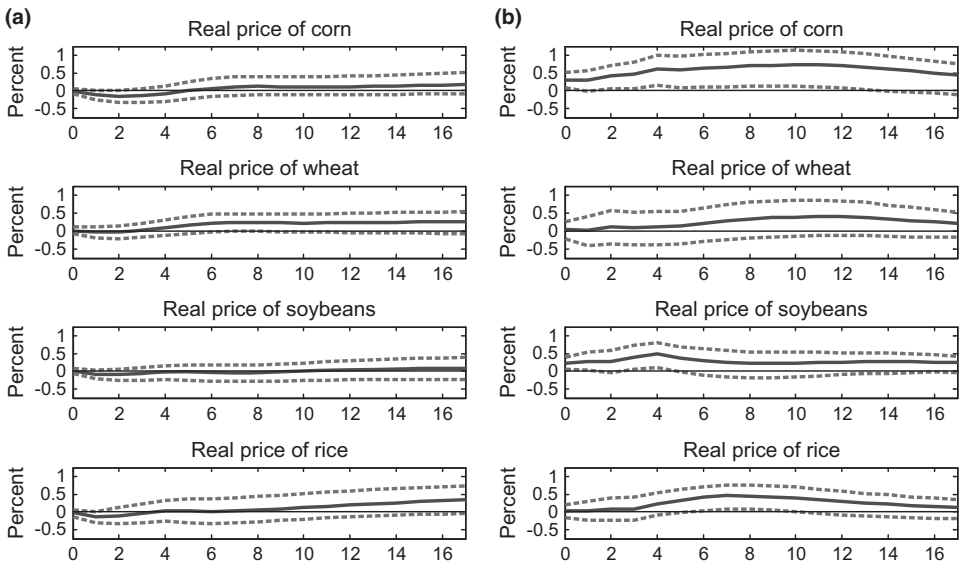 (a)
Real price of corn
Percent
1
0.5
0
-0.5
0 2 4 6 8 10 12 14 16
Real price of wheat
Percent
1
0.5
0
-0.5
0 2 4 6 8 10 12 14 16
Real price of soybeans
Percent
1
0.5
0
-0.5
0 2 4 6 8 10 12 14 16
Real price of rice
Percent
1
0.5
0
-0.5
0 2 4 6 8 10 12 14 16
(b)
Real price of corn
Percent
1
0.5
0
-0.5
0 2 4 6 8 10 12 14 16
Real price of wheat
Percent
1
0.5
0
-0.5
0 2 4 6 8 10 12 14 16
Real price of soybeans
Percent
1
0.5
0
-0.5
0 2 4 6 8 10 12 14 16
Real price of rice
Percent
1
0.5
0
-0.5
0 2 4 6 8 10 12 14 16